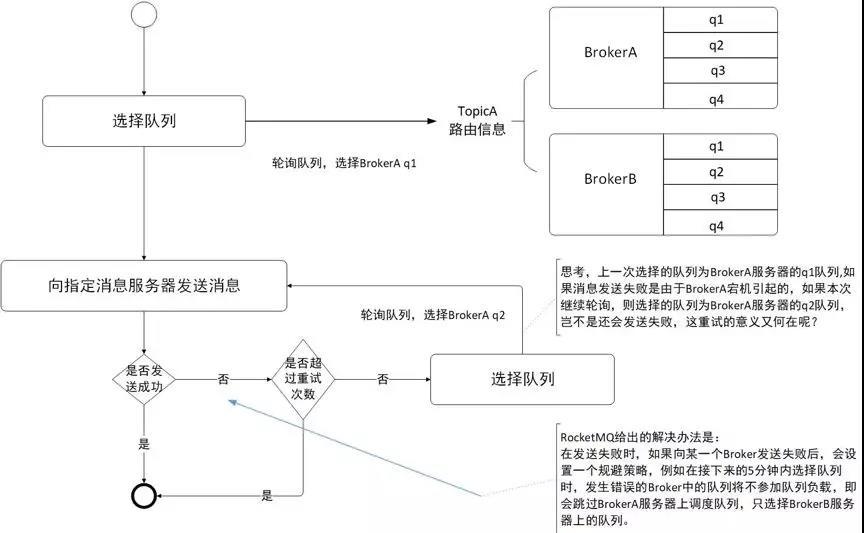 选择队列
轮询队列，选择BrokerA q1
TopicA
路由信息
BrokerA
q1
q2
q3
q4
BrokerB
q1
q2
q3
q4
向指定消息服务器发送消息
轮询队列，选择BrokerA q2
思考，上一次选择的队列为BrokerA服务器的q1队列,如
果消息发送失败是由于BrokerA宕机引起的，如果本次
继续轮询，则选择的队列为BrokerA服务器的q2队列，
岂不是还会发送失败，这重试的意义又何在呢？
是否发
送成功
否
是否超
过重试
次数
否
选择队列
是
是
RocketMQ给出的解决办法是：
在发送失败时，如果向某一个Broker发送失败后，会设
置一个规避策略，例如在接下来的5分钟内选择队列
时，发生错误的Broker中的队列将不参加队列负载，即
会跳过BrokerA服务器上调度队列，只选择BrokerB服务
器上的队列。